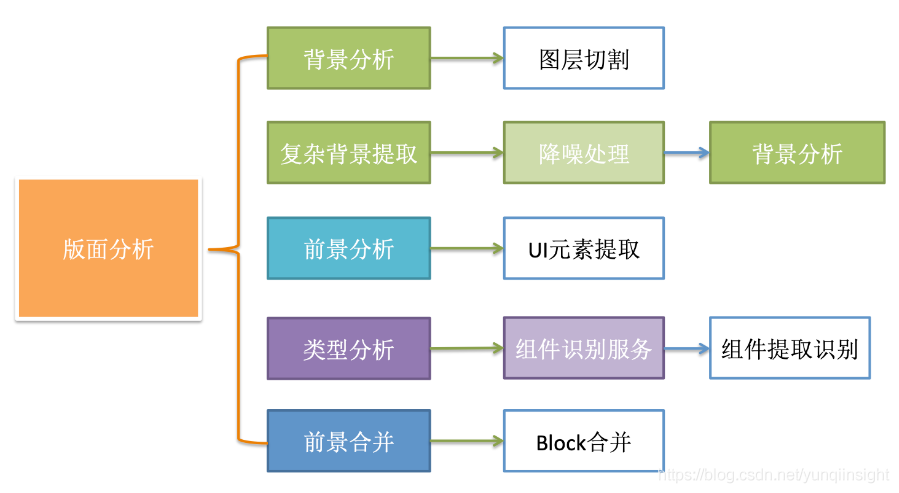 背景分析
图层切割
复杂背景提取
降噪处理
背景分析
版面分析
前景分析
UI元素提取
类型分析
组件识别服务
组件提取识别
前景合并
Block合并
https://blog.csdn.net/yunqiinsight